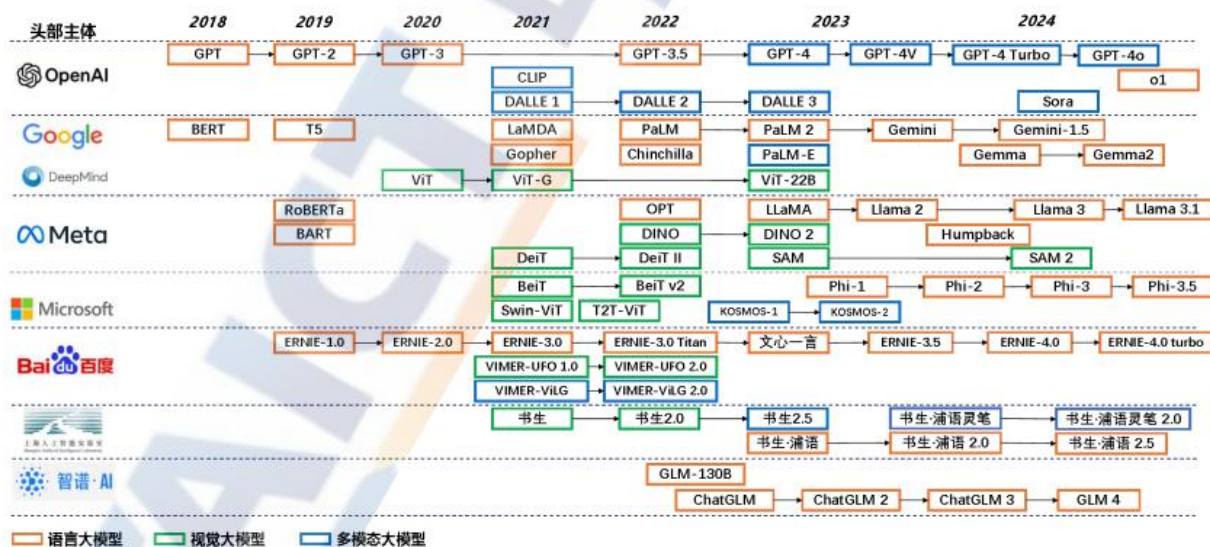 头部主体 2018 2019 2020 2021 2022 2023 2024
GPT GPT-2 GPT-3 GPT-3.5 GPT-4 GPT-4V GPT-4 Turbo GPT-4o
OpenAI
CLIP o1
DALLE 1 DALLE 2 DALLE 3 Sora
Google BERT T5 LaMDA PaLM PaLM 2 Gemini Gemini-1.5
Gopher Chinchilla PaLM-E Gemma Gemma2
DeepMind ViT ViT-G ViT-22B
RoBERTa OPT LLaMA Llama 2 Llama 3 Llama 3.1
Meta BART DINO DINO 2 Humpback
DeiT DeiT II SAM SAM 2
BeiT BeiT v2 Phi-1 Phi-2 Phi-3 Phi-3.5
Microsoft Swin-ViT T2T-ViT KOSMOS-1 KOSMOS-2
ERNIE-1.0 ERNIE-2.0 ERNIE-3.0 ERNIE-3.0 Titan 文心一言 ERNIE-3.5 ERNIE-4.0 ERNIE-4.0 turbo
Bai du 百度 VIMER-UFO 1.0 VIMER-UFO 2.0
VIMER-ViLG VIMER-ViLG 2.0
书生 书生2.0 书生2.5 书生·浦语灵笔 书生·浦语灵笔 2.0
上海人工智能实验室 书生·浦语 书生·浦语 2.0 书生·浦语 2.5
GLM-130B
智谱·AI ChatGLM ChatGLM 2 ChatGLM 3 GLM 4
语言大模型 视觉大模型 多模态大模型